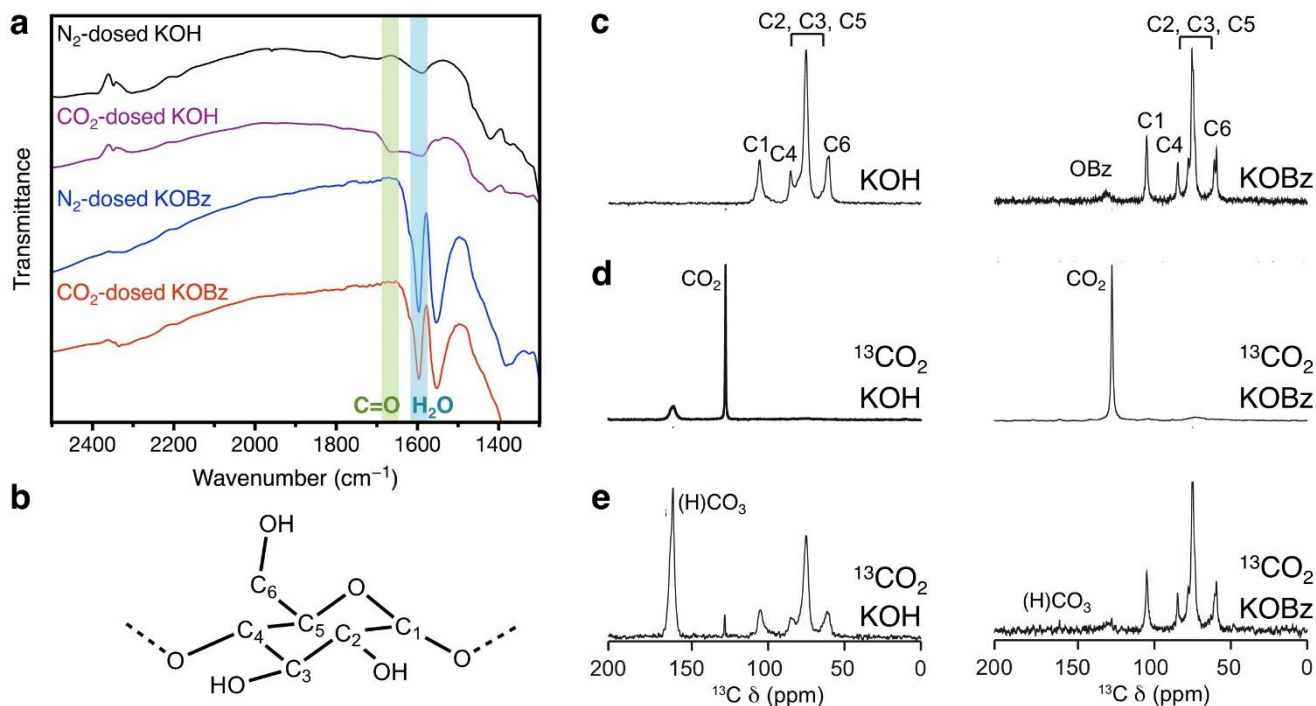 a
N₂-dosed KOH
CO₂-dosed KOH
N₂-dosed KOBz
CO₂-dosed KOBz
C=O H₂O
Transmittance
2400 2200 2000 1800 1600 1400
Wavenumber (cm⁻¹)
b
OH
C₆
O
C₄ C₅ C₂ C₁
O HO C₃ OH O
c
C2, C3, C5
C1 C4 C6
KOH
C2, C3, C5
OBz C1 C4 C6
KOBz
d
CO₂
¹³CO₂
KOH
CO₂
¹³CO₂
KOBz
e
(H)CO₃
¹³CO₂
KOH
200 150 100 50 0
¹³C δ (ppm)
(H)CO₃
¹³CO₂
KOBz
200 150 100 50 0
¹³C δ (ppm)